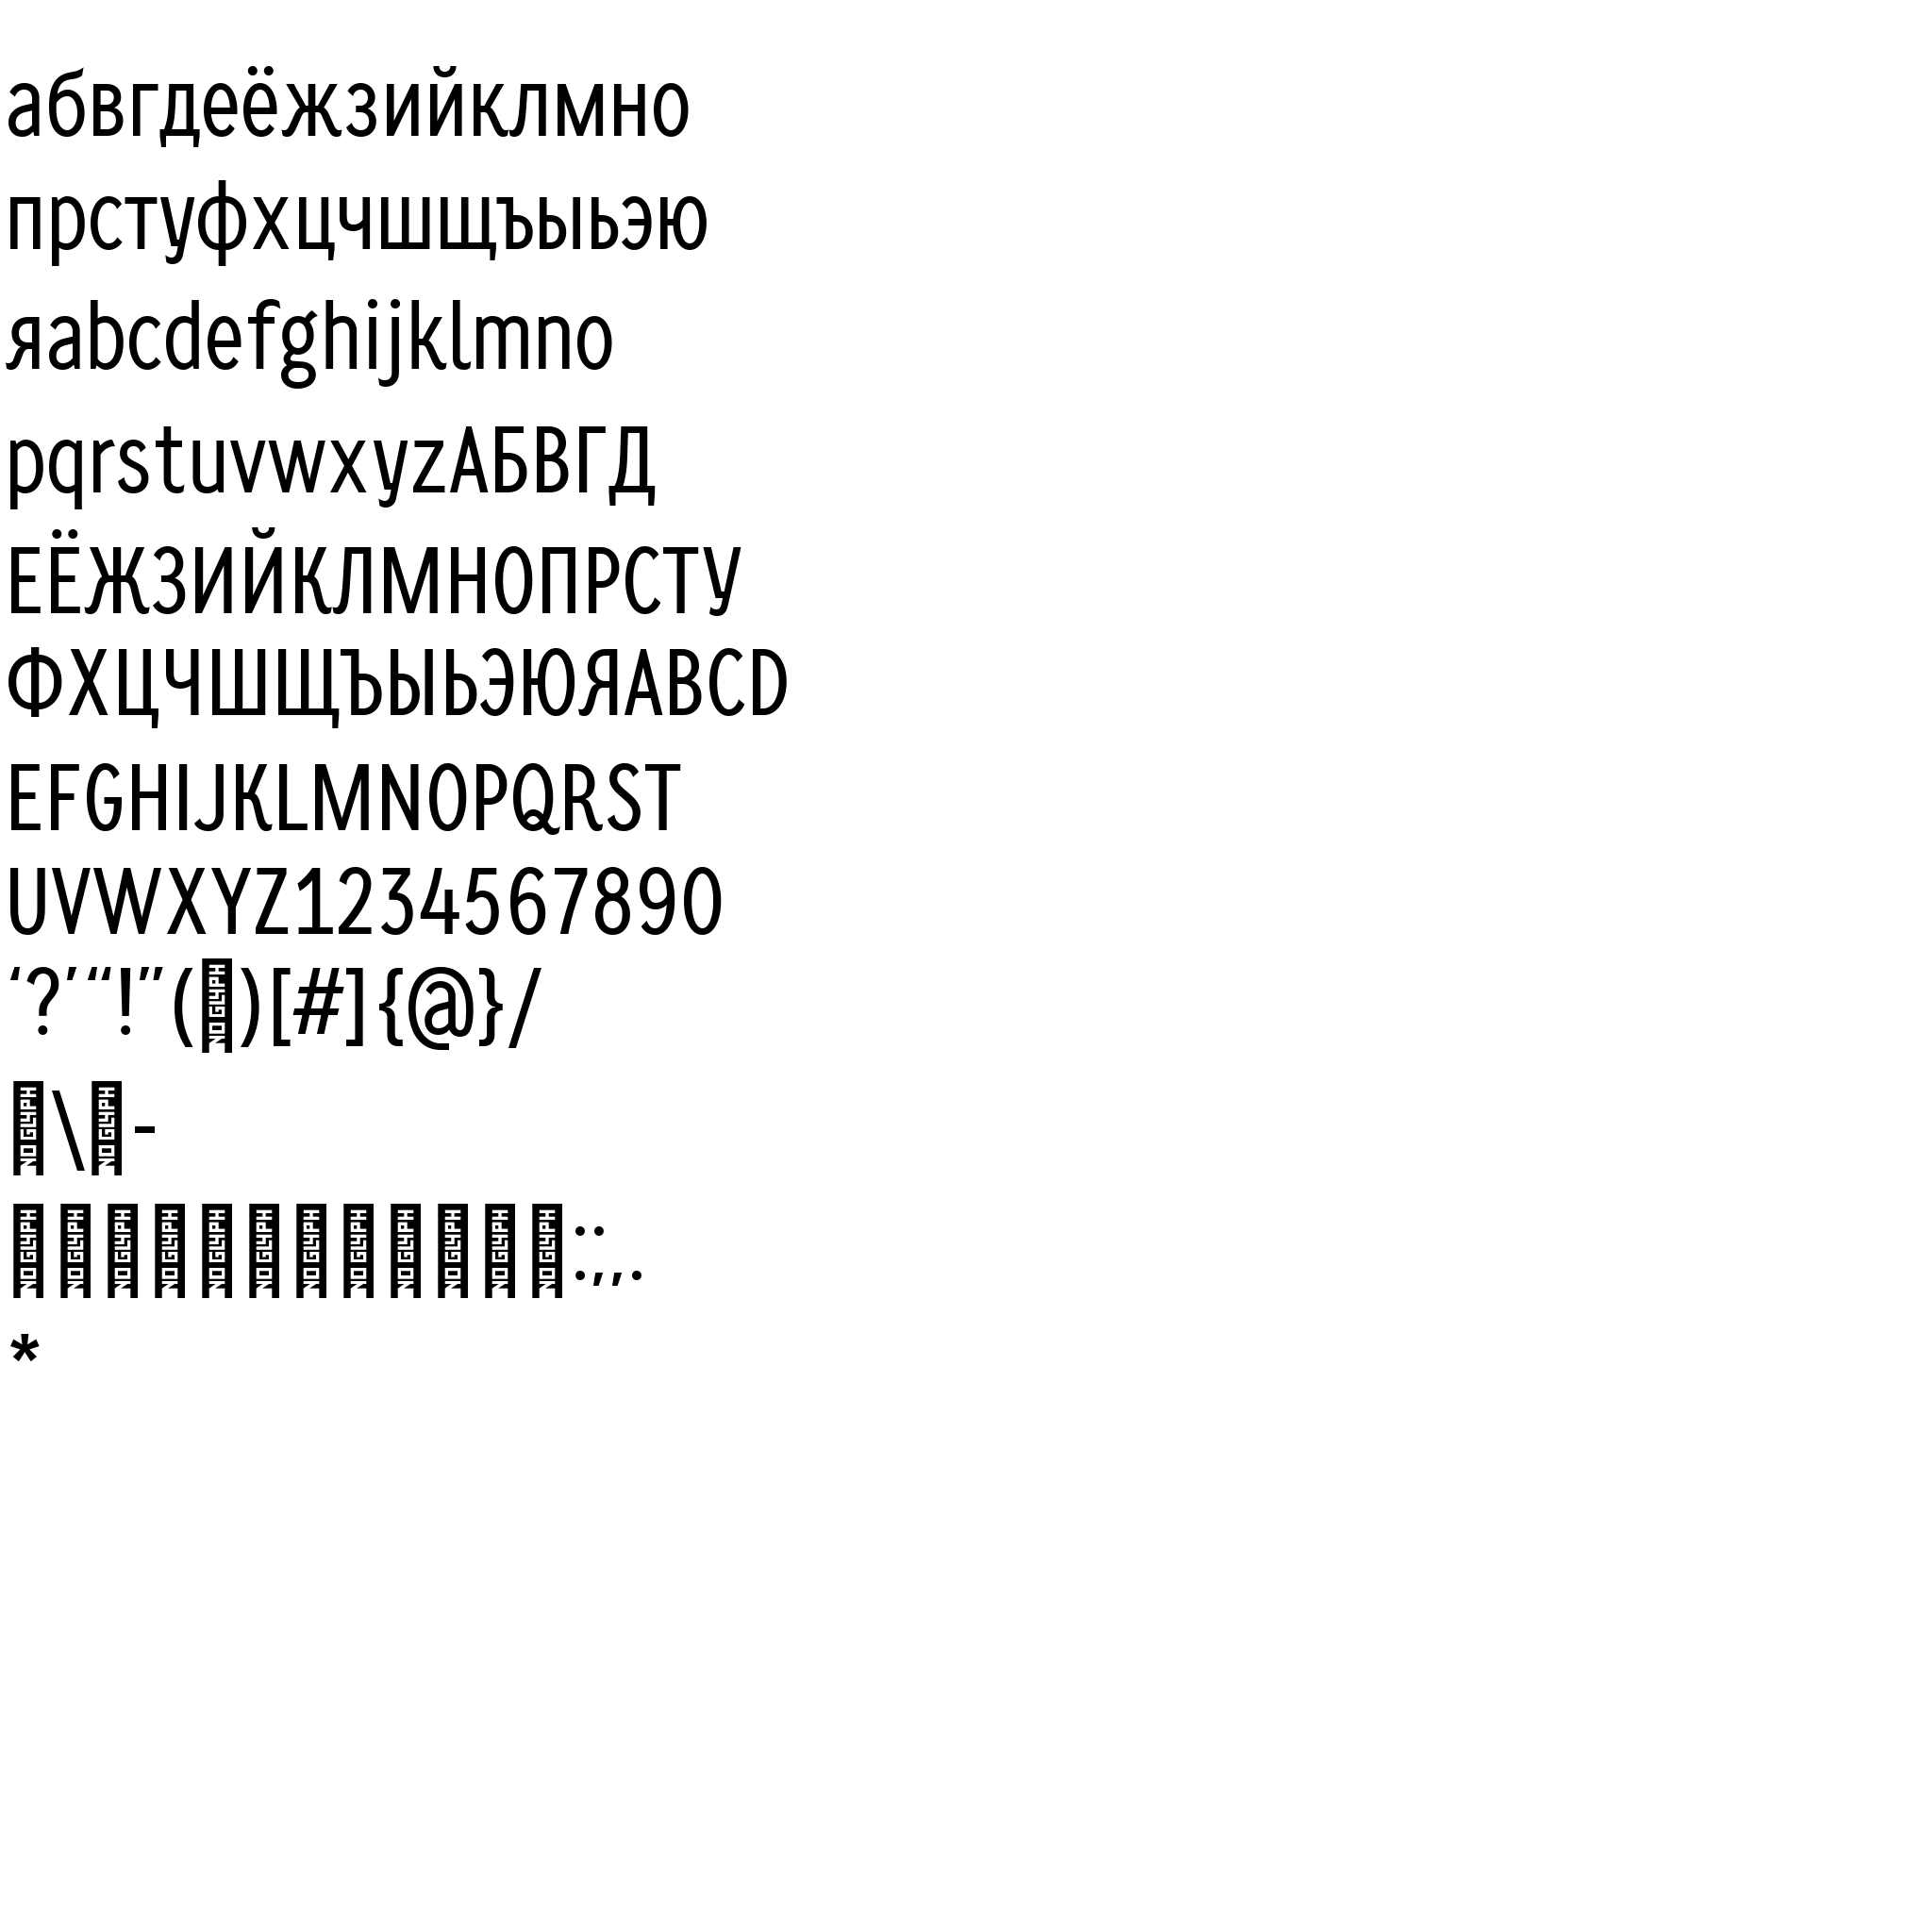 абвгдеёжзийклмно
прстуфхцчшщъыьэю
яabcdefghijklmno
pqrstuvwxyzАБВГД
ЕЁЖЗИЙКЛМНОПРСТУ
ФХЦЧШЩЪЫЬЭЮЯABCD
EFGHIJKLMNOPQRST
UVWXYZ1234567890
‘?’“!”()[#]{@}/
\-
:;,.
*